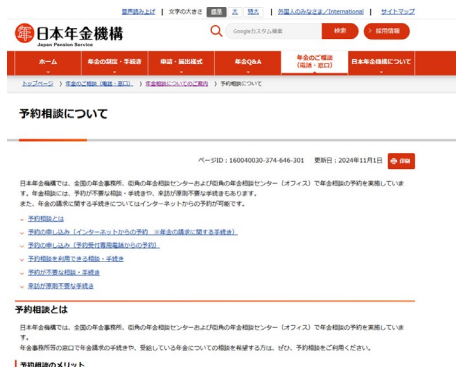 音声読み上げ 文字の大きさ 標準 大 特大 外国人のみなさま／International サイトマップ
日本年金機構
Japan Pension Service
Googleカスタム検索 検索 採用情報
ホーム 年金の制度・手続き 申請・届出様式 年金Q&A 年金のご相談（電話・窓口） 日本年金機構について
トップページ 年金のご相談（電話・窓口） 年金相談についてのご案内 予約相談について
予約相談について
ページID：160040030-374-646-301 更新日：2024年11月1日 印刷
日本年金機構では、全国の年金事務所、街角の年金相談センターおよび街角の年金相談センター（オフィス）で年金相談の予約を実施していま
す。年金相談には、予約が不要な相談・手続きや、来訪が原則不要な手続きもあります。
また、年金の請求に関する手続きについてはインターネットからの予約が可能です。
予約相談とは
予約の申し込み（インターネットからの予約 ※年金の請求に関する手続き）
予約の申し込み（予約受付専用電話からの予約）
予約相談を利用できる相談・手続き
予約が不要な相談・手続き
来訪が原則不要な手続き
予約相談とは
日本年金機構では、全国の年金事務所、街角の年金相談センターおよび街角の年金相談センター（オフィス）で年金相談の予約を実施していま
す。
年金事務所等の窓口で年金請求の手続きや、受給している年金についての相談を希望する方は、ぜひ、予約相談をご利用ください。
予約相談のメリット